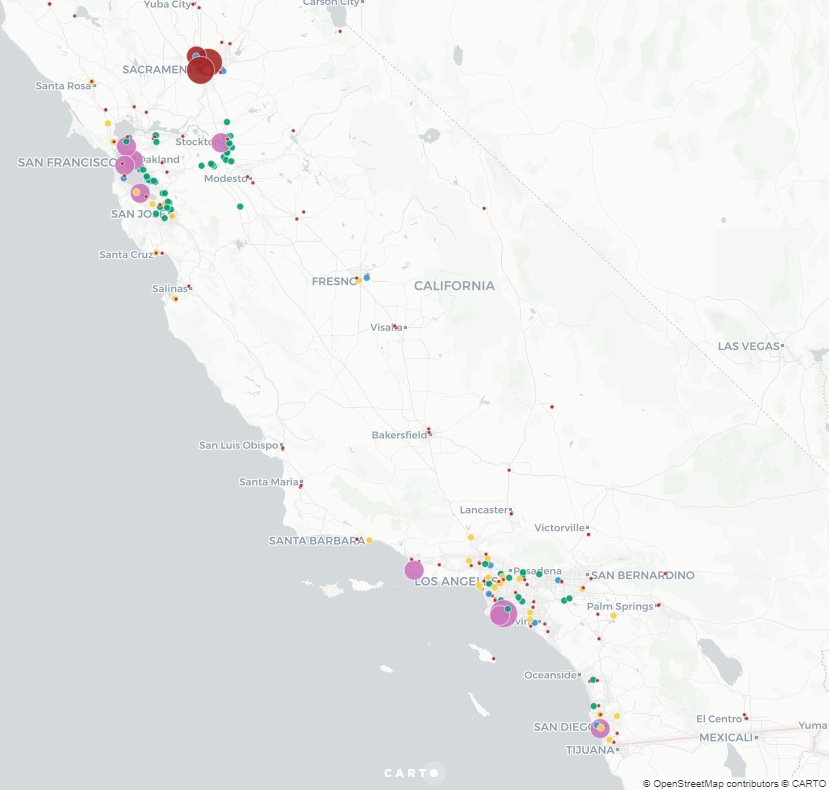 Yuba City
Carson City
SACRAMEN
Santa Rosa
Stockto
SAN FRANCISCO
Oakland
Modesto
SAN JOSE
Santa Cruz
Salinas
FRESNO
CALIFORNIA
Visalia
LAS VEGAS
Bakersfield
San Luis Obispo
Santa Maria
Lancaster
Victorville
SANTA BARBARA
Pasadena
LOS ANGELES
SAN BERNARDINO
Palm Springs
Irvine
Oceanside
El Centro
SAN DIEGO
Yuma
MEXICALI
TIJUANA
CARTO
© OpenStreetMap contributors © CARTO